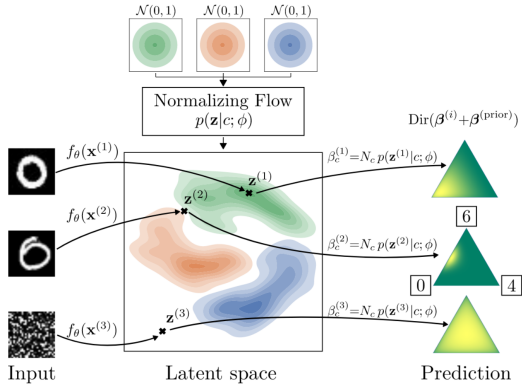 𝒩(0, 1) 𝒩(0, 1) 𝒩(0, 1)
Normalizing Flow
p(z|c; ϕ)
Dir(β⁽ⁱ⁾+β⁽ᵖʳⁱᵒʳ⁾)
f_θ(x⁽¹⁾)
z⁽¹⁾
β_c⁽¹⁾=N_c p(z⁽¹⁾|c; ϕ)
f_θ(x⁽²⁾)
z⁽²⁾
β_c⁽²⁾=N_c p(z⁽²⁾|c; ϕ)
6
0
4
f_θ(x⁽³⁾)
z⁽³⁾
β_c⁽³⁾=N_c p(z⁽³⁾|c; ϕ)
Input
Latent space
Prediction